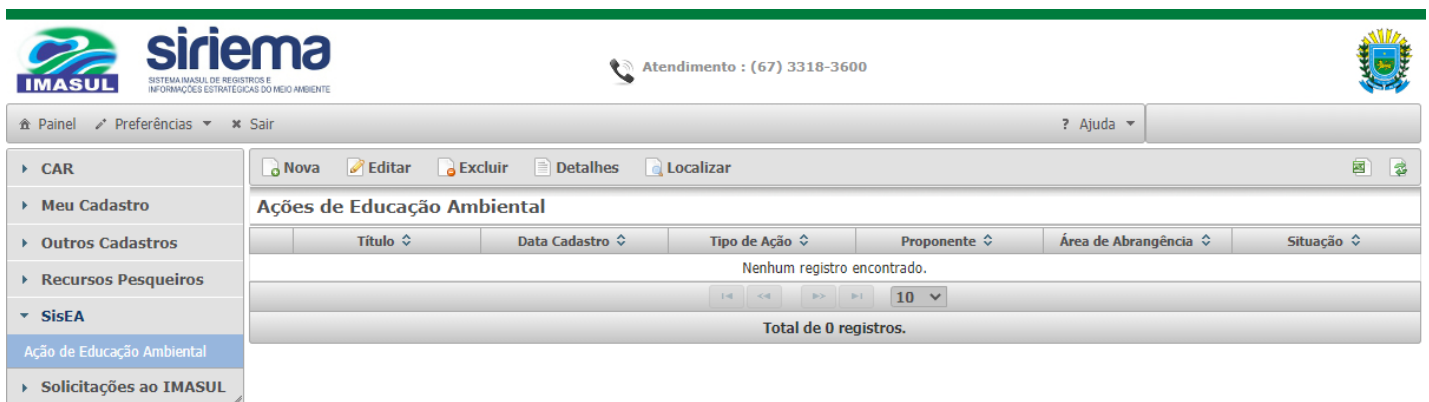 IMASUL
siriema
SISTEMA IMASUL DE REGISTROS E
INFORMAÇÕES ESTRATÉGICAS DO MEIO AMBIENTE
Atendimento : (67) 3318-3600
Painel Preferências Sair ? Ajuda
CAR
Meu Cadastro
Outros Cadastros
Recursos Pesqueiros
SisEA
Ação de Educação Ambiental
Solicitações ao IMASUL
Nova Editar Excluir Detalhes Localizar
Ações de Educação Ambiental
Título Data Cadastro Tipo de Ação Proponente Área de Abrangência Situação
Nenhum registro encontrado.
10
Total de 0 registros.